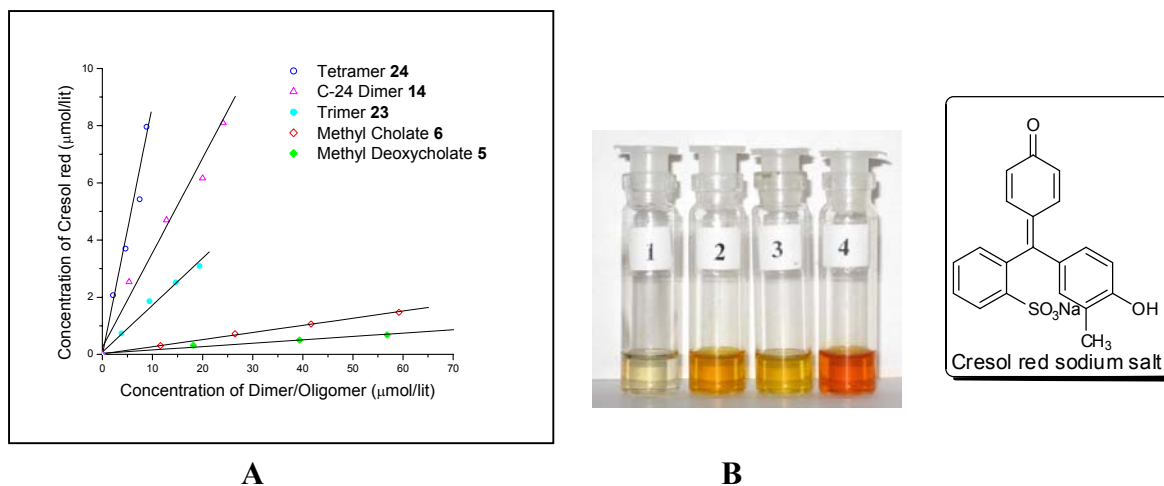 10
8
6
4
2
0
Concentration of Cresol red (μmol/lit)
Tetramer 24
C-24 Dimer 14
Trimer 23
Methyl Cholate 6
Methyl Deoxycholate 5
0 10 20 30 40 50 60 70
Concentration of Dimer/Oligomer (μmol/lit)
1 2 3 4
O
SO3Na
OH
CH3
Cresol red sodium salt
A B